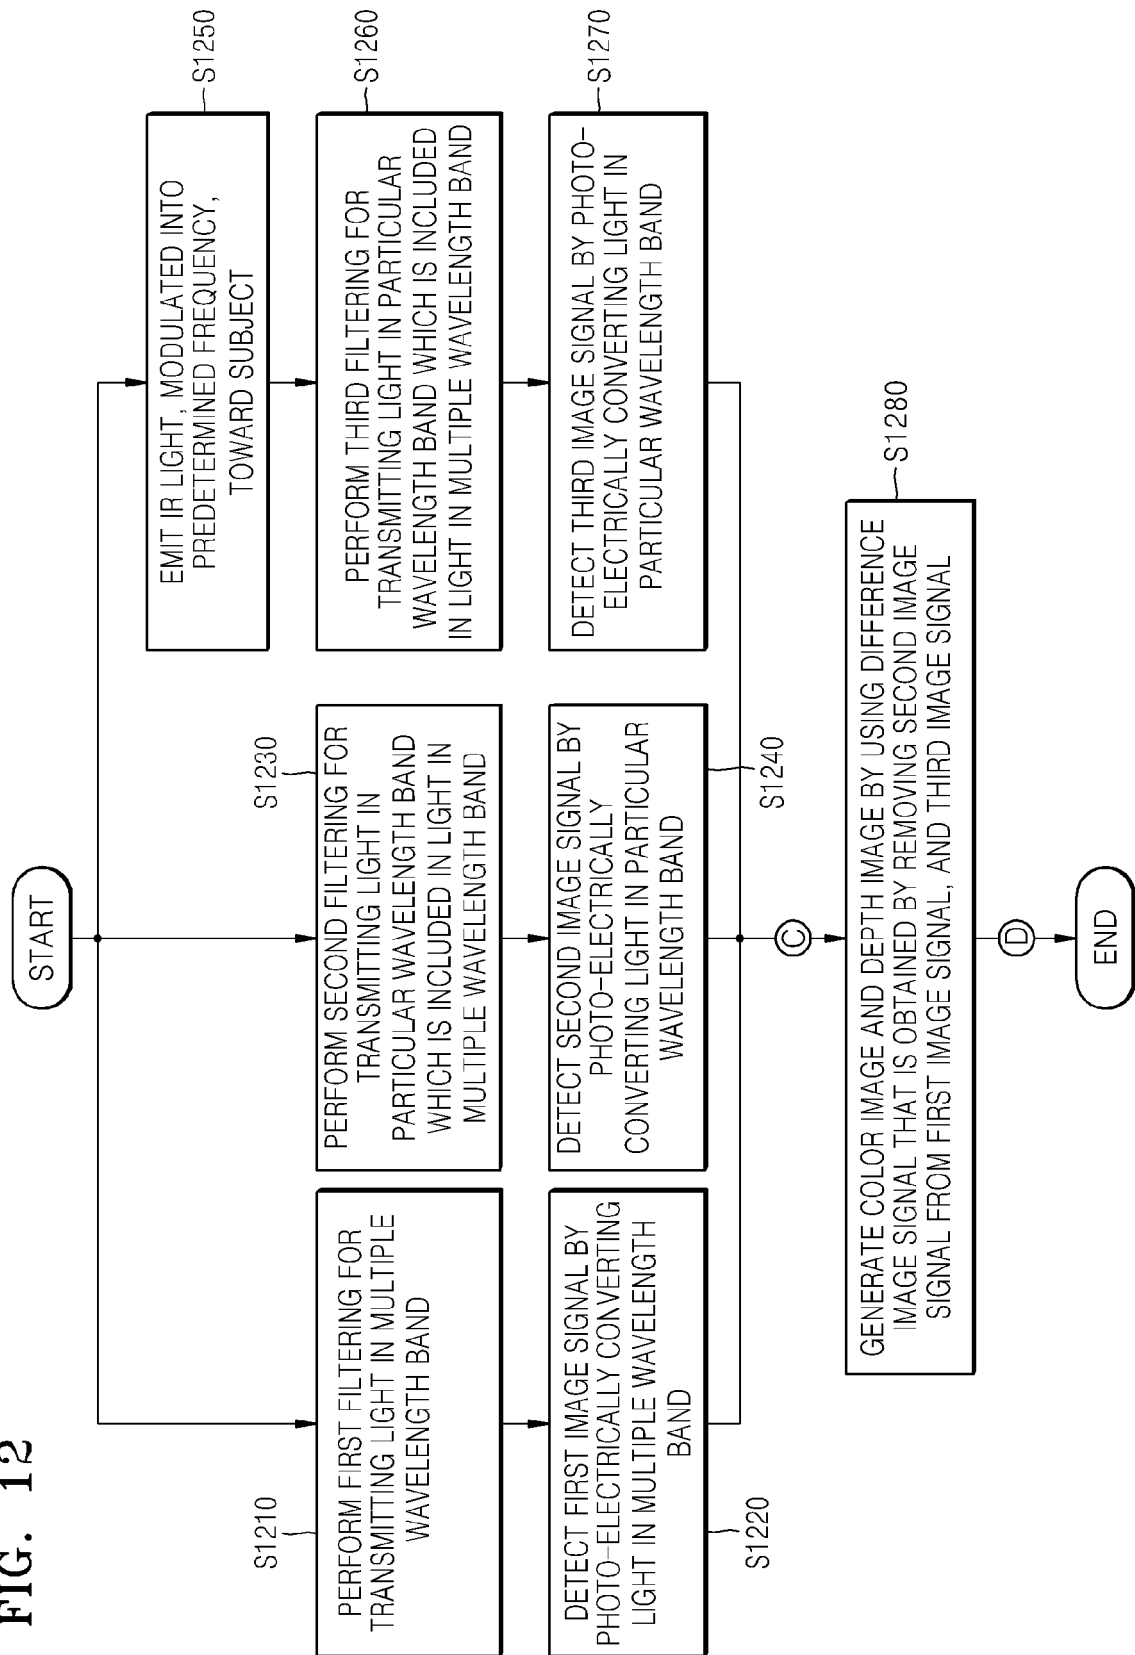 FIG. 12
START
S1210
PERFORM FIRST FILTERING FOR
TRANSMITTING LIGHT IN MULTIPLE
WAVELENGTH BAND
S1220
DETECT FIRST IMAGE SIGNAL BY
PHOTO-ELECTRICALLY CONVERTING
LIGHT IN MULTIPLE WAVELENGTH
BAND
S1230
PERFORM SECOND FILTERING FOR
TRANSMITTING LIGHT IN
PARTICULAR WAVELENGTH BAND
WHICH IS INCLUDED IN LIGHT IN
MULTIPLE WAVELENGTH BAND
S1240
DETECT SECOND IMAGE SIGNAL BY
PHOTO-ELECTRICALLY
CONVERTING LIGHT IN PARTICULAR
WAVELENGTH BAND
S1250
EMIT IR LIGHT, MODULATED INTO
PREDETERMINED FREQUENCY,
TOWARD SUBJECT
S1260
PERFORM THIRD FILTERING FOR
TRANSMITTING LIGHT IN PARTICULAR
WAVELENGTH BAND WHICH IS INCLUDED
IN LIGHT IN MULTIPLE WAVELENGTH BAND
S1270
DETECT THIRD IMAGE SIGNAL BY PHOTO-
ELECTRICALLY CONVERTING LIGHT IN
PARTICULAR WAVELENGTH BAND
C
S1280
GENERATE COLOR IMAGE AND DEPTH IMAGE BY USING DIFFERENCE
IMAGE SIGNAL THAT IS OBTAINED BY REMOVING SECOND IMAGE
SIGNAL FROM FIRST IMAGE SIGNAL, AND THIRD IMAGE SIGNAL
D
END